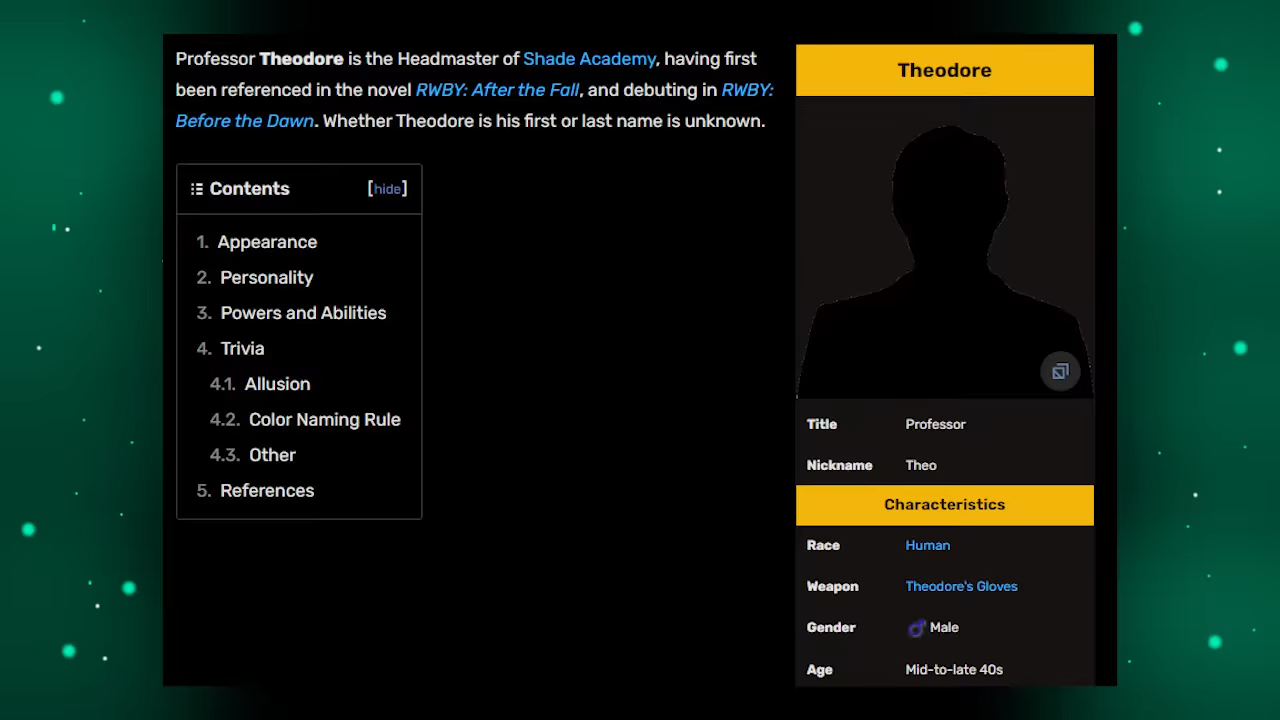 Professor Theodore is the Headmaster of Shade Academy, having first
been referenced in the novel RWBY: After the Fall, and debuting in RWBY:
Before the Dawn. Whether Theodore is his first or last name is unknown.
Contents [hide]
1. Appearance
2. Personality
3. Powers and Abilities
4. Trivia
4.1. Allusion
4.2. Color Naming Rule
4.3. Other
5. References
Theodore
Title Professor
Nickname Theo
Characteristics
Race Human
Weapon Theodore's Gloves
Gender Male
Age Mid-to-late 40s